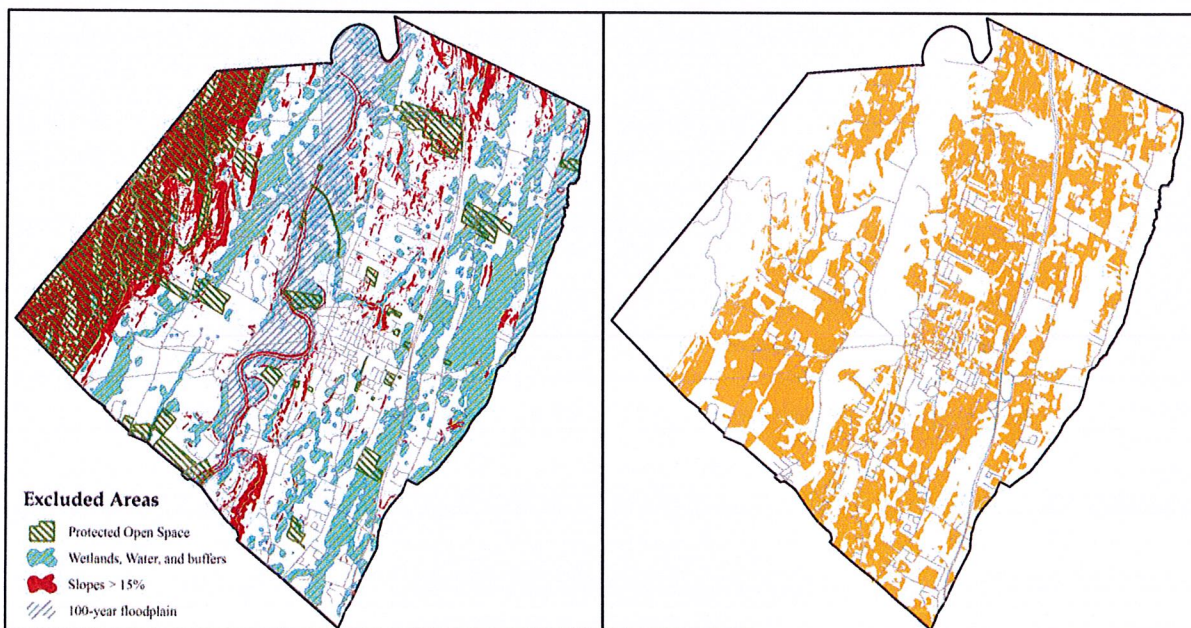 Excluded Areas
Protected Open Space
Wetlands, Water, and buffers
Slopes > 15%
100-year floodplain